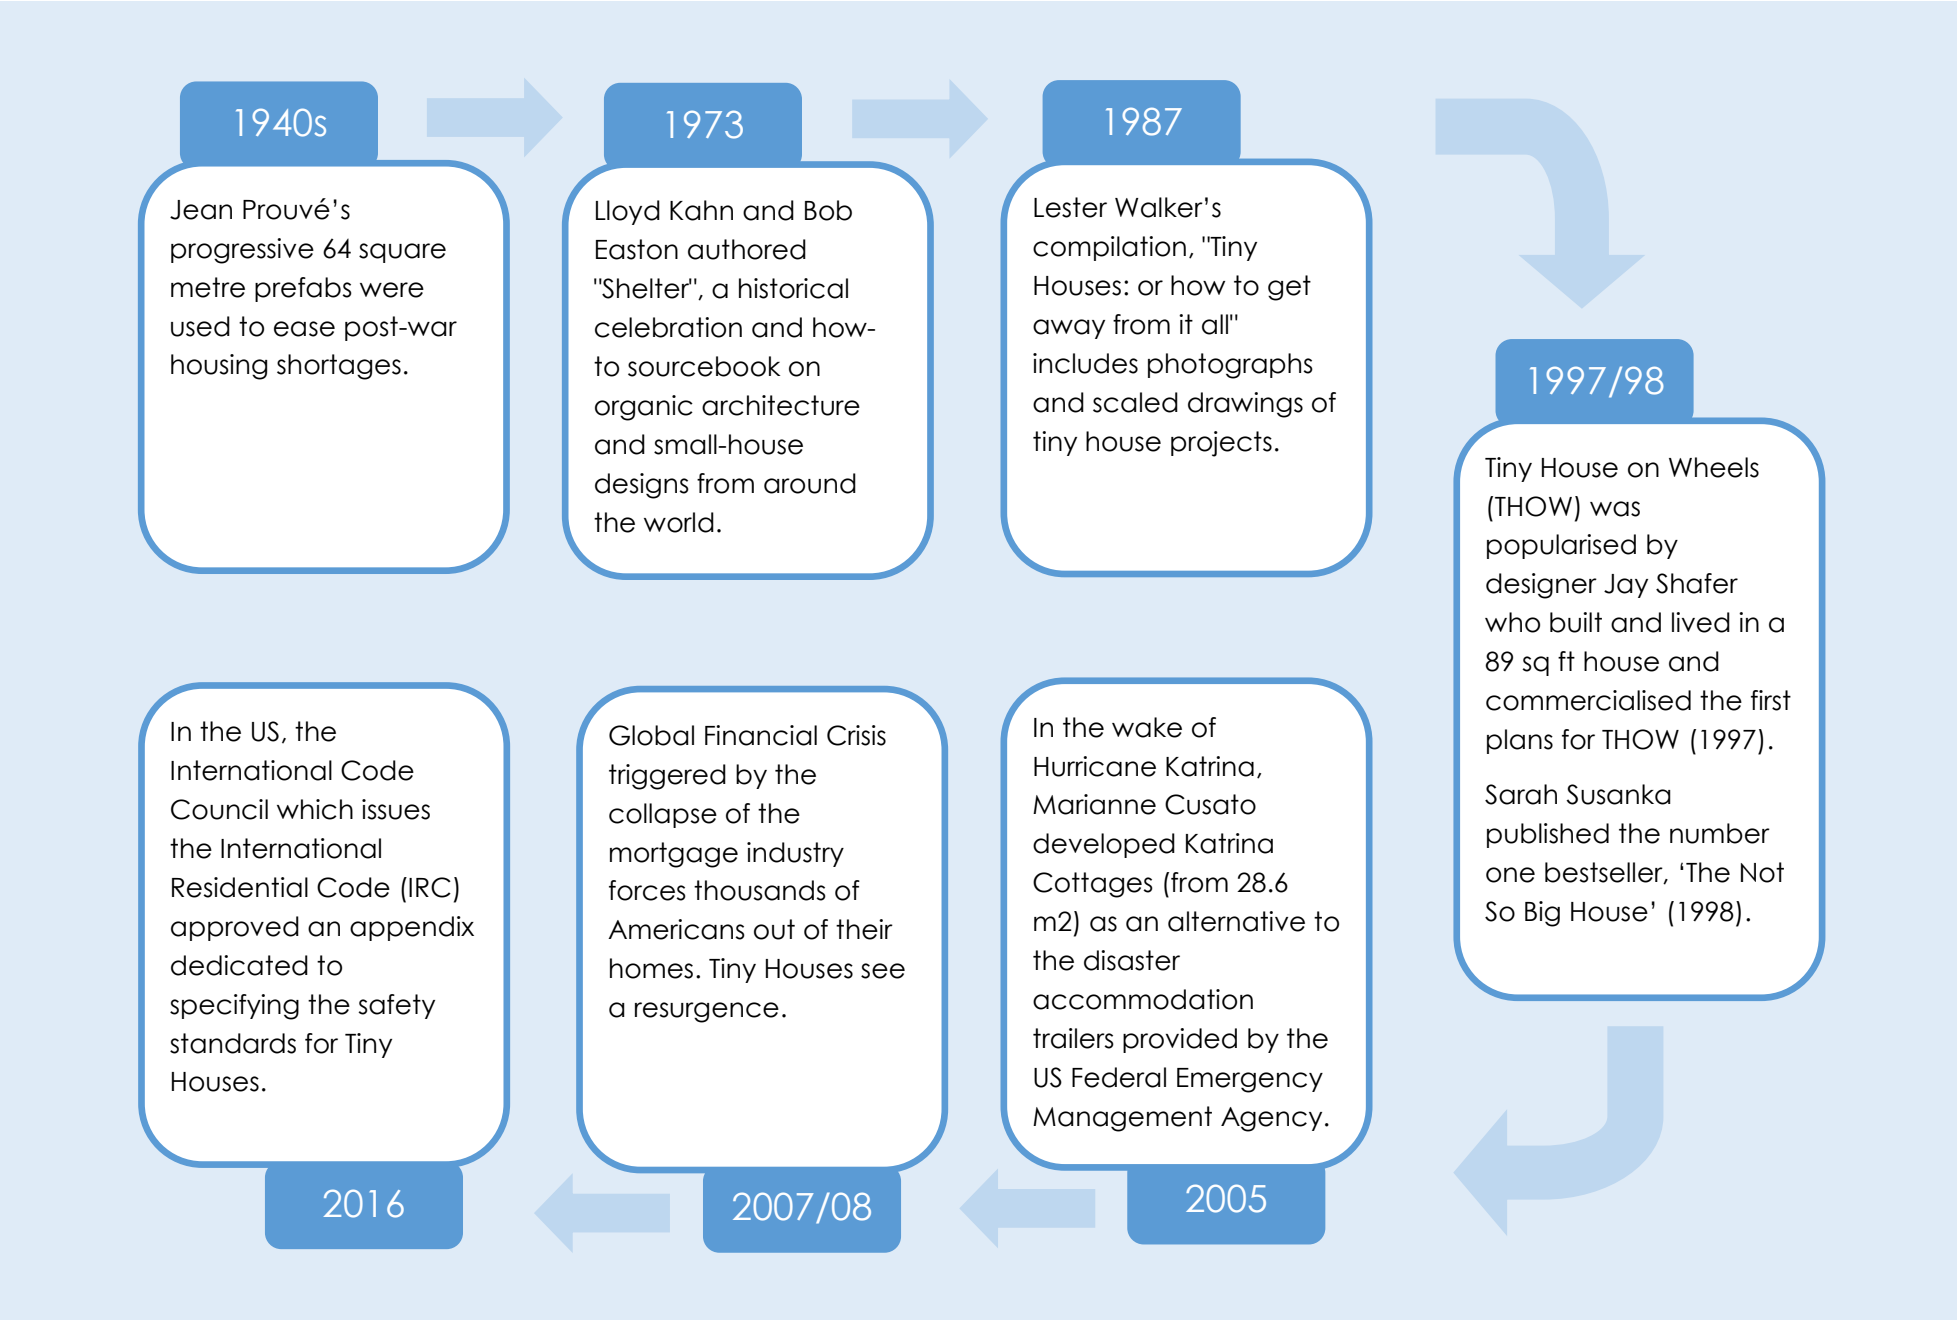 1940s
Jean Prouvé’s
progressive 64 square
metre prefabs were
used to ease post-war
housing shortages.
1973
Lloyd Kahn and Bob
Easton authored
"Shelter", a historical
celebration and how-
to sourcebook on
organic architecture
and small-house
designs from around
the world.
1987
Lester Walker’s
compilation, "Tiny
Houses: or how to get
away from it all"
includes photographs
and scaled drawings of
tiny house projects.
1997/98
Tiny House on Wheels
(THOW) was
popularised by
designer Jay Shafer
who built and lived in a
89 sq ft house and
commercialised the first
plans for THOW (1997).
Sarah Susanka
published the number
one bestseller, ‘The Not
So Big House’ (1998).
In the wake of
Hurricane Katrina,
Marianne Cusato
developed Katrina
Cottages (from 28.6
m2) as an alternative to
the disaster
accommodation
trailers provided by the
US Federal Emergency
Management Agency.
2005
Global Financial Crisis
triggered by the
collapse of the
mortgage industry
forces thousands of
Americans out of their
homes. Tiny Houses see
a resurgence.
2007/08
In the US, the
International Code
Council which issues
the International
Residential Code (IRC)
approved an appendix
dedicated to
specifying the safety
standards for Tiny
Houses.
2016